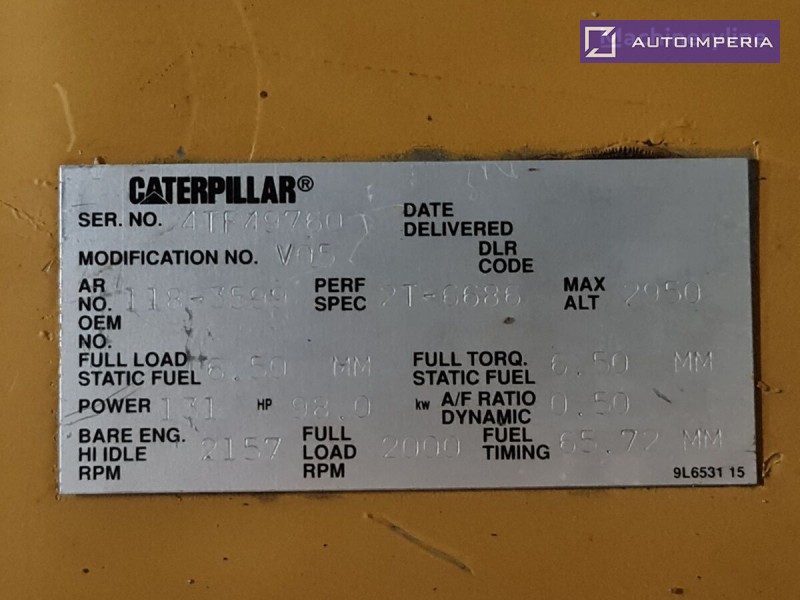 AUTOIMPERIA
CATERPILLAR®
SER. NO. 4TF49760
DATE DELIVERED
MODIFICATION NO. V05
DLR CODE
AR NO. 118-3599
PERF SPEC 2T-6686
MAX ALT 2950
OEM NO.
FULL LOAD STATIC FUEL 6.50 MM
FULL TORQ. STATIC FUEL 6.50 MM
POWER 131 HP 98.0 kw
A/F RATIO DYNAMIC 0.50
BARE ENG. HI IDLE RPM 2157
FULL LOAD RPM 2000
FUEL TIMING 65.72 MM
9L6531 15